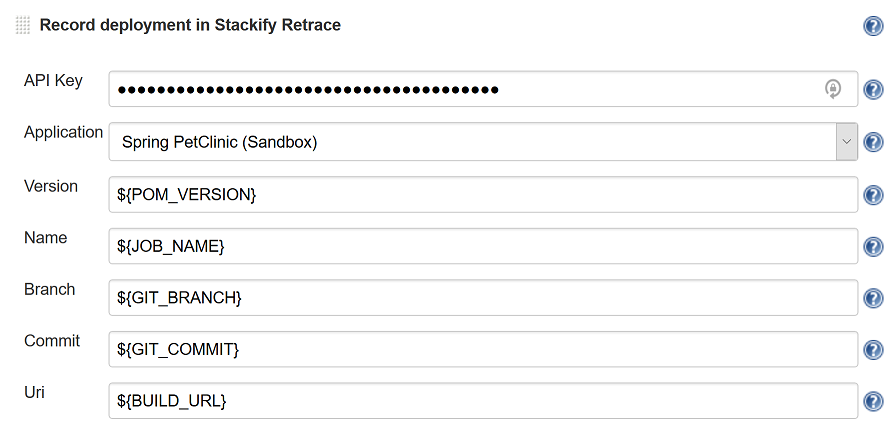 Record deployment in Stackify Retrace
API Key
Application Spring PetClinic (Sandbox)
Version ${POM_VERSION}
Name ${JOB_NAME}
Branch ${GIT_BRANCH}
Commit ${GIT_COMMIT}
Uri ${BUILD_URL}